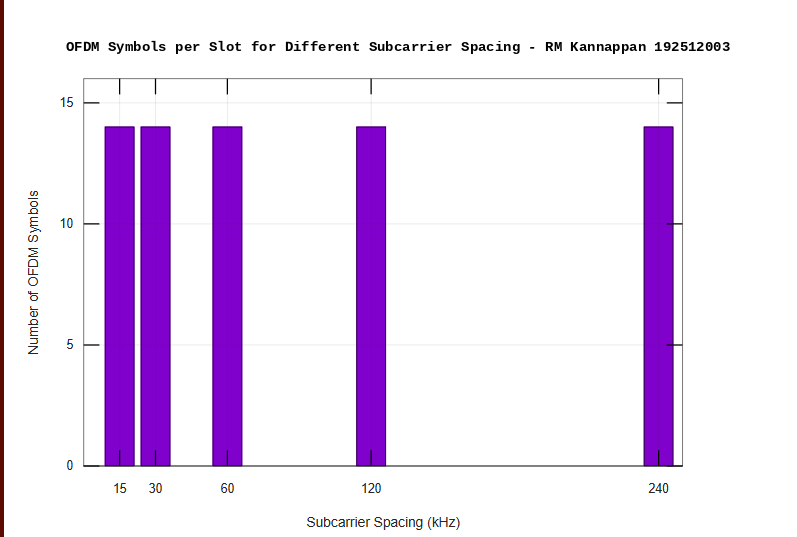 OFDM Symbols per Slot for Different Subcarrier Spacing - RM Kannappan 192512003
15
10
5
0
Number of OFDM Symbols
15 30 60 120 240
Subcarrier Spacing (kHz)